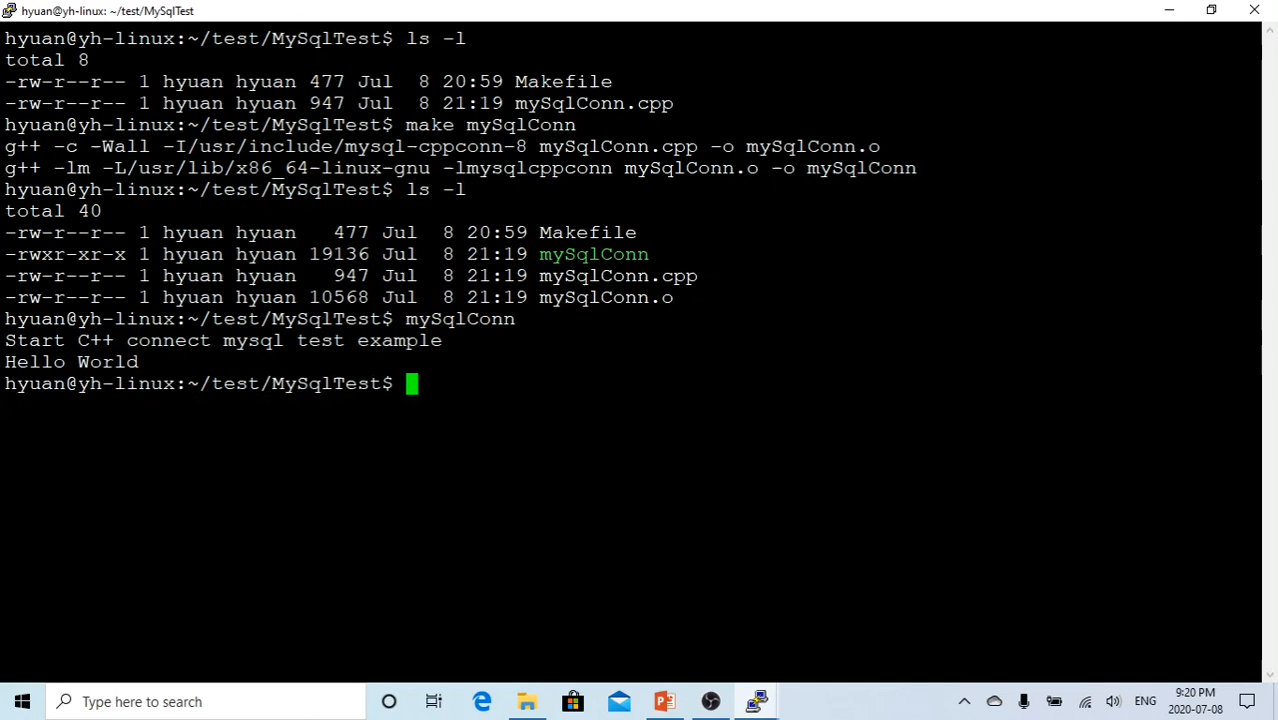 hyuan@yh-linux: ~/test/MySqlTest
hyuan@yh-linux:~/test/MySqlTest$ ls -l
total 8
-rw-r--r-- 1 hyuan hyuan 477 Jul  8 20:59 Makefile
-rw-r--r-- 1 hyuan hyuan 947 Jul  8 21:19 mySqlConn.cpp
hyuan@yh-linux:~/test/MySqlTest$ make mySqlConn
g++ -c -Wall -I/usr/include/mysql-cppconn-8 mySqlConn.cpp -o mySqlConn.o
g++ -lm -L/usr/lib/x86_64-linux-gnu -lmysqlcppconn mySqlConn.o -o mySqlConn
hyuan@yh-linux:~/test/MySqlTest$ ls -l
total 40
-rw-r--r-- 1 hyuan hyuan   477 Jul  8 20:59 Makefile
-rwxr-xr-x 1 hyuan hyuan 19136 Jul  8 21:19 mySqlConn
-rw-r--r-- 1 hyuan hyuan   947 Jul  8 21:19 mySqlConn.cpp
-rw-r--r-- 1 hyuan hyuan 10568 Jul  8 21:19 mySqlConn.o
hyuan@yh-linux:~/test/MySqlTest$ mySqlConn
Start C++ connect mysql test example
Hello World
hyuan@yh-linux:~/test/MySqlTest$
Type here to search
ENG
9:20 PM
2020-07-08